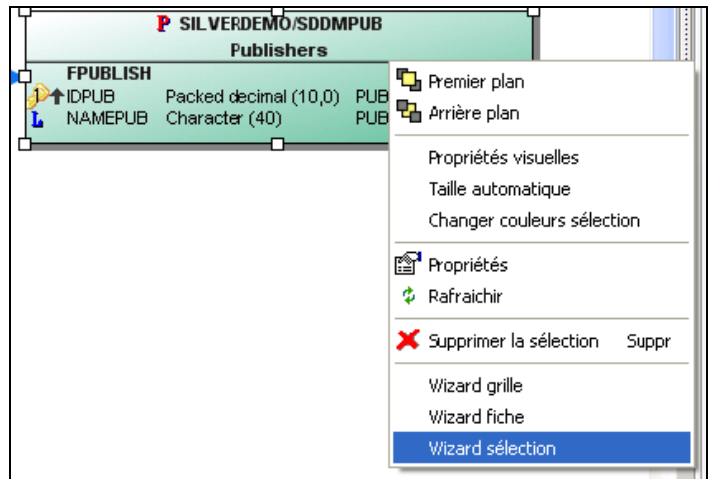 P SILVERDEMO/SDDMPUB
Publishers
FPUBLISH
1 IDPUB Packed decimal (10,0) PUB
L NAMEPUB Character (40) PUB
Premier plan
Arrière plan
Propriétés visuelles
Taille automatique
Changer couleurs sélection
Propriétés
Rafraichir
Supprimer la sélection Suppr
Wizard grille
Wizard fiche
Wizard sélection